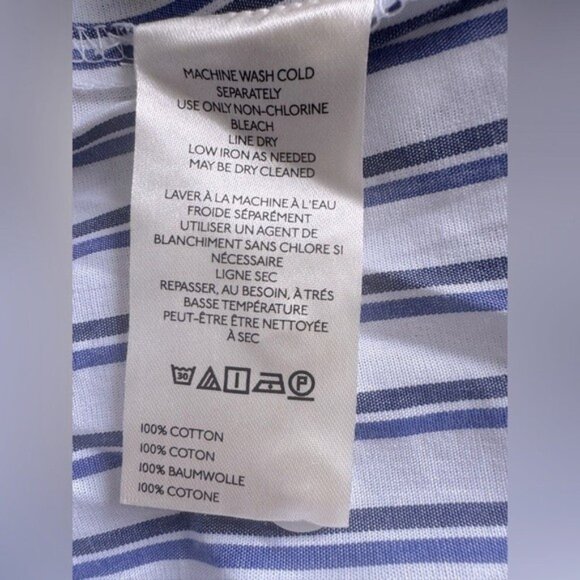 MACHINE WASH COLD
SEPARATELY
USE ONLY NON-CHLORINE
BLEACH
LINE DRY
LOW IRON AS NEEDED
MAY BE DRY CLEANED
LAVER À LA MACHINE À L'EAU
FROIDE SÉPARÉMENT
UTILISER UN AGENT DE
BLANCHIMENT SANS CHLORE SI
NÉCESSAIRE
LIGNE SEC
REPASSER, AU BESOIN, À TRÉS
BASSE TEMPÉRATURE
PEUT-ÊTRE ÊTRE NETTOYÉE
À SEC
30 P
100% COTTON
100% COTON
100% BAUMWOLLE
100% COTONE